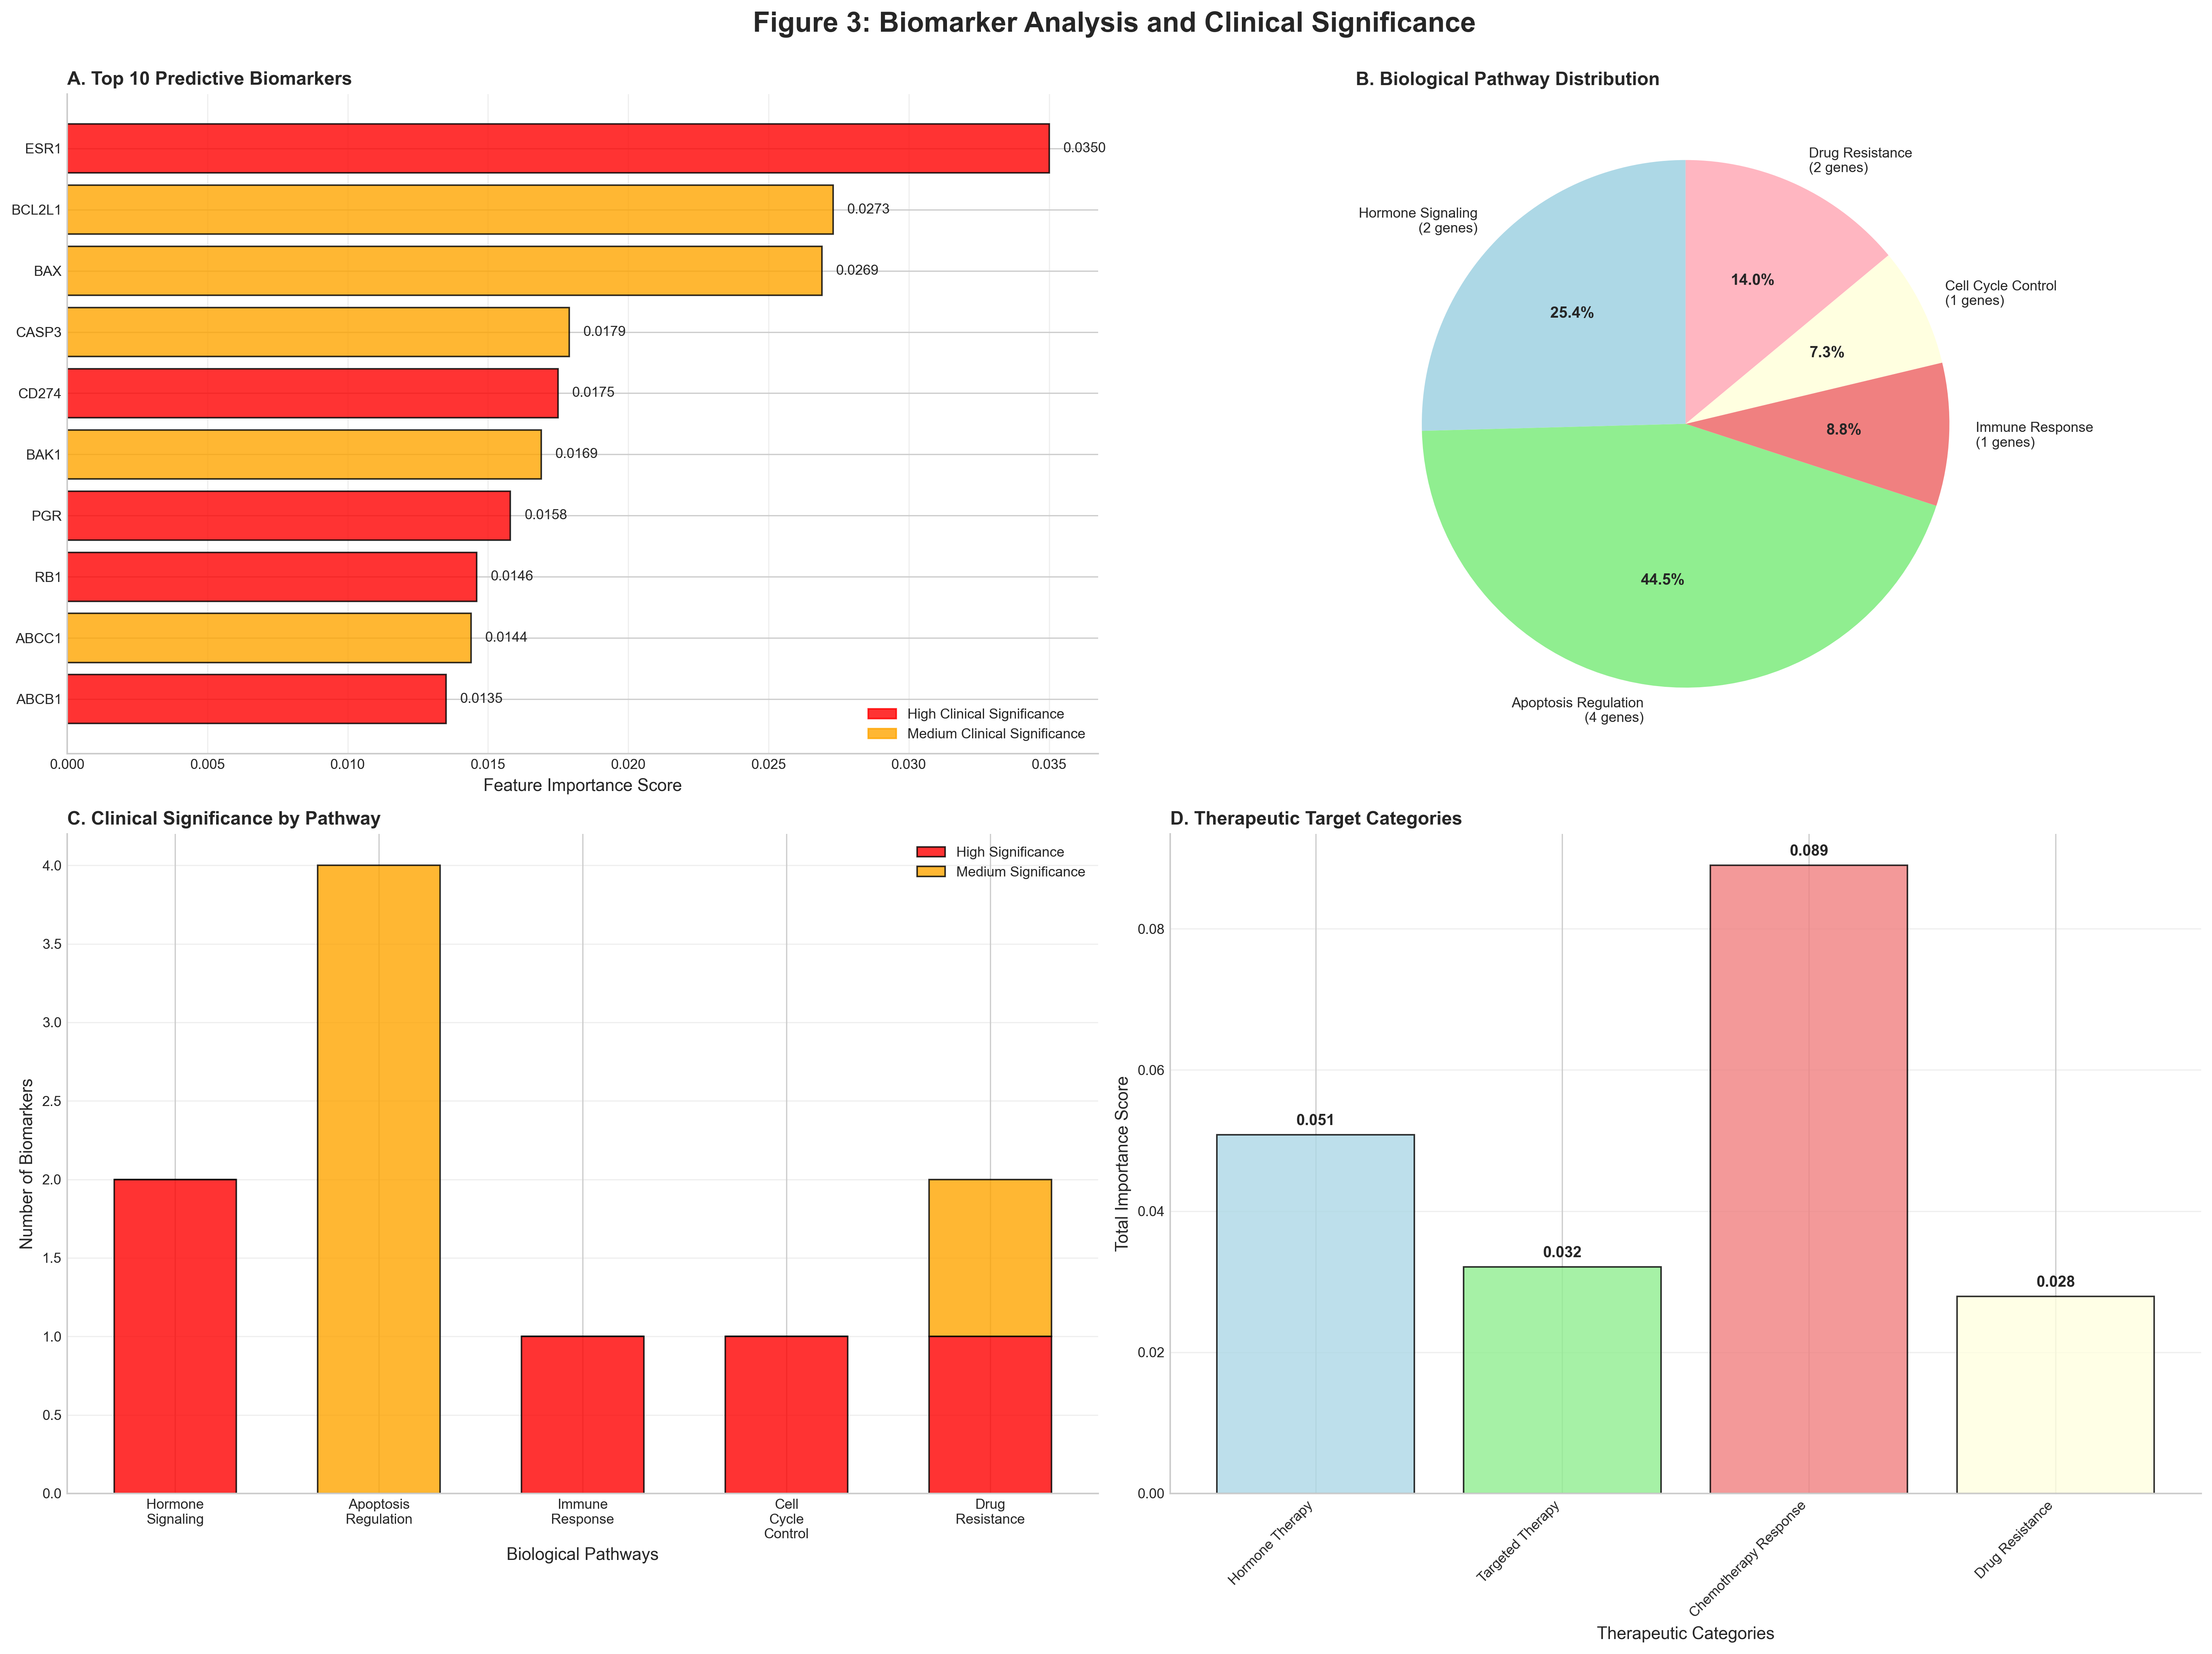 Figure 3: Biomarker Analysis and Clinical Significance
A. Top 10 Predictive Biomarkers
ESR1
0.0350
BCL2L1
0.0273
BAX
0.0269
CASP3
0.0179
CD274
0.0175
BAK1
0.0169
PGR
0.0158
RB1
0.0146
ABCC1
0.0144
ABCB1
0.0135
High Clinical Significance
Medium Clinical Significance
0.000 0.005 0.010 0.015 0.020 0.025 0.030 0.035
Feature Importance Score
B. Biological Pathway Distribution
Drug Resistance
(2 genes)
Hormone Signaling
(2 genes)
Cell Cycle Control
(1 genes)
Immune Response
(1 genes)
Apoptosis Regulation
(4 genes)
14.0%
25.4%
7.3%
8.8%
44.5%
C. Clinical Significance by Pathway
High Significance
Medium Significance
Number of Biomarkers
4.0
3.5
3.0
2.5
2.0
1.5
1.0
0.5
0.0
Hormone
Signaling
Apoptosis
Regulation
Immune
Response
Cell
Cycle
Control
Drug
Resistance
Biological Pathways
D. Therapeutic Target Categories
Total Importance Score
0.08
0.06
0.04
0.02
0.00
0.051
0.032
0.089
0.028
Hormone Therapy
Targeted Therapy
Chemotherapy Response
Drug Resistance
Therapeutic Categories